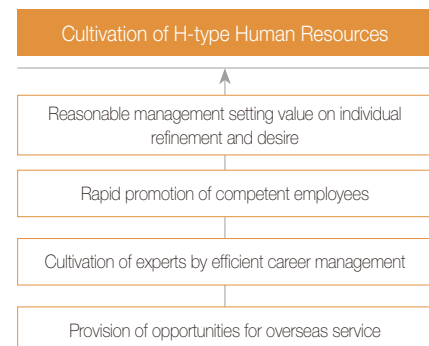 Cultivation of H-type Human Resources
Reasonable management setting value on individual
refinement and desire
Rapid promotion of competent employees
Cultivation of experts by efficient career management
Provision of opportunities for overseas service